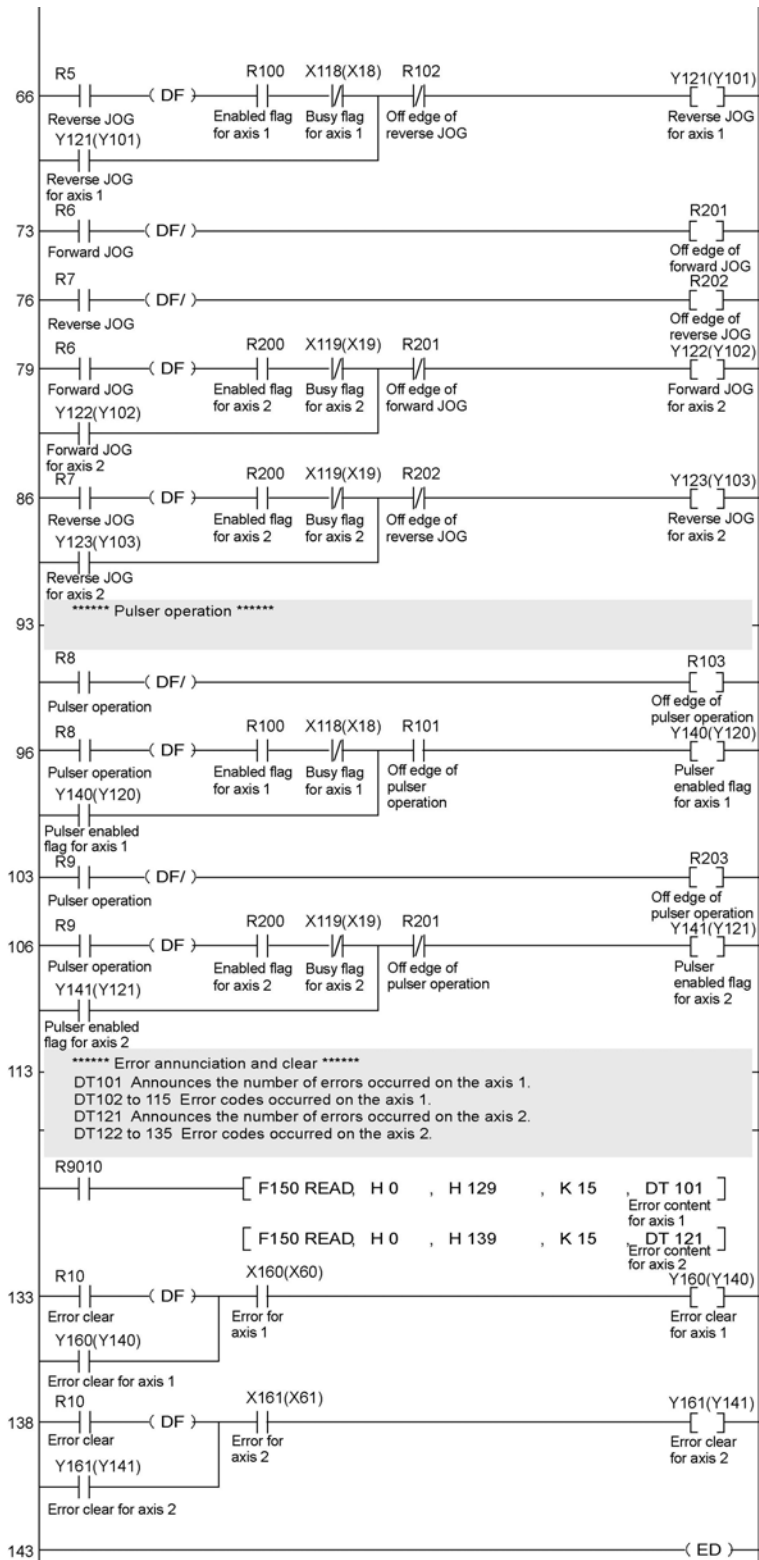 R5 R100 X118(X18) R102 Y121(Y101)
66 ( DF )
Reverse JOG Enabled flag Busy flag Off edge of Reverse JOG
for axis 1 for axis 1 reverse JOG for axis 1
Y121(Y101)
Reverse JOG
for axis 1
R6 R201
73 ( DF/ )
Forward JOG Off edge of
forward JOG
R7 R202
76 ( DF/ )
Reverse JOG Off edge of
reverse JOG
R6 R200 X119(X19) R201 Y122(Y102)
79 ( DF )
Forward JOG Enabled flag Busy flag Off edge of Forward JOG
for axis 2 for axis 2 forward JOG for axis 2
Y122(Y102)
Forward JOG
for axis 2
R7 R200 X119(X19) R202 Y123(Y103)
86 ( DF )
Reverse JOG Enabled flag Busy flag Off edge of Reverse JOG
for axis 2 for axis 2 reverse JOG for axis 2
Y123(Y103)
Reverse JOG
for axis 2
93 ****** Pulser operation ******
R8 R103
( DF/ )
Pulser operation Off edge of
pulser operation
R8 R100 X118(X18) R101 Y140(Y120)
96 ( DF )
Pulser operation Enabled flag Busy flag Off edge of Pulser
for axis 1 for axis 1 pulser enabled flag
operation for axis 1
Y140(Y120)
Pulser enabled
flag for axis 1
R9 R203
103 ( DF/ )
Pulser operation Off edge of
pulser operation
R9 R200 X119(X19) R201 Y141(Y121)
106 ( DF )
Pulser operation Enabled flag Busy flag Off edge of Pulser
for axis 2 for axis 2 pulser operation enabled flag
for axis 2
Y141(Y121)
Pulser enabled
flag for axis 2
113 ****** Error annunciation and clear ******
DT101 Announces the number of errors occurred on the axis 1.
DT102 to 115 Error codes occurred on the axis 1.
DT121 Announces the number of errors occurred on the axis 2.
DT122 to 135 Error codes occurred on the axis 2.
R9010
[ F150 READ, H 0 , H 129 , K 15 , DT 101 ]
Error content
for axis 1
[ F150 READ, H 0 , H 139 , K 15 , DT 121 ]
Error content
for axis 2
R10 X160(X60) Y160(Y140)
133 ( DF )
Error clear Error for Error clear
axis 1 for axis 1
Y160(Y140)
Error clear for axis 1
R10 X161(X61) Y161(Y141)
138 ( DF )
Error clear Error for Error clear
axis 2 for axis 2
Y161(Y141)
Error clear for axis 2
143 ( ED )